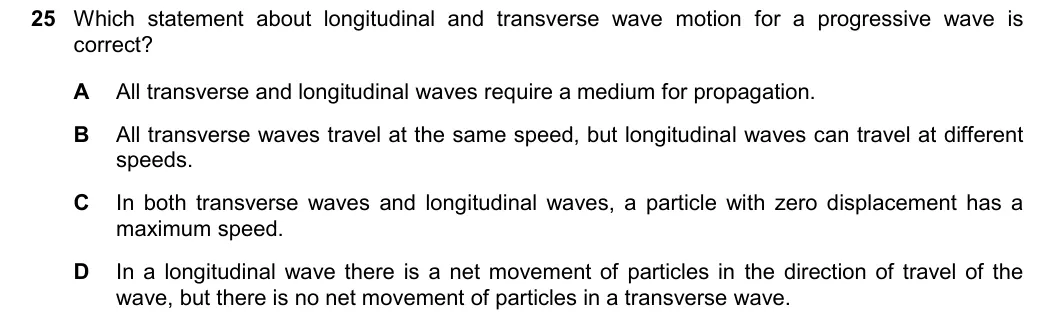 25 Which statement about longitudinal and transverse wave motion for a progressive wave is
correct?
A All transverse and longitudinal waves require a medium for propagation.
B All transverse waves travel at the same speed, but longitudinal waves can travel at different
speeds.
C In both transverse waves and longitudinal waves, a particle with zero displacement has a
maximum speed.
D In a longitudinal wave there is a net movement of particles in the direction of travel of the
wave, but there is no net movement of particles in a transverse wave.